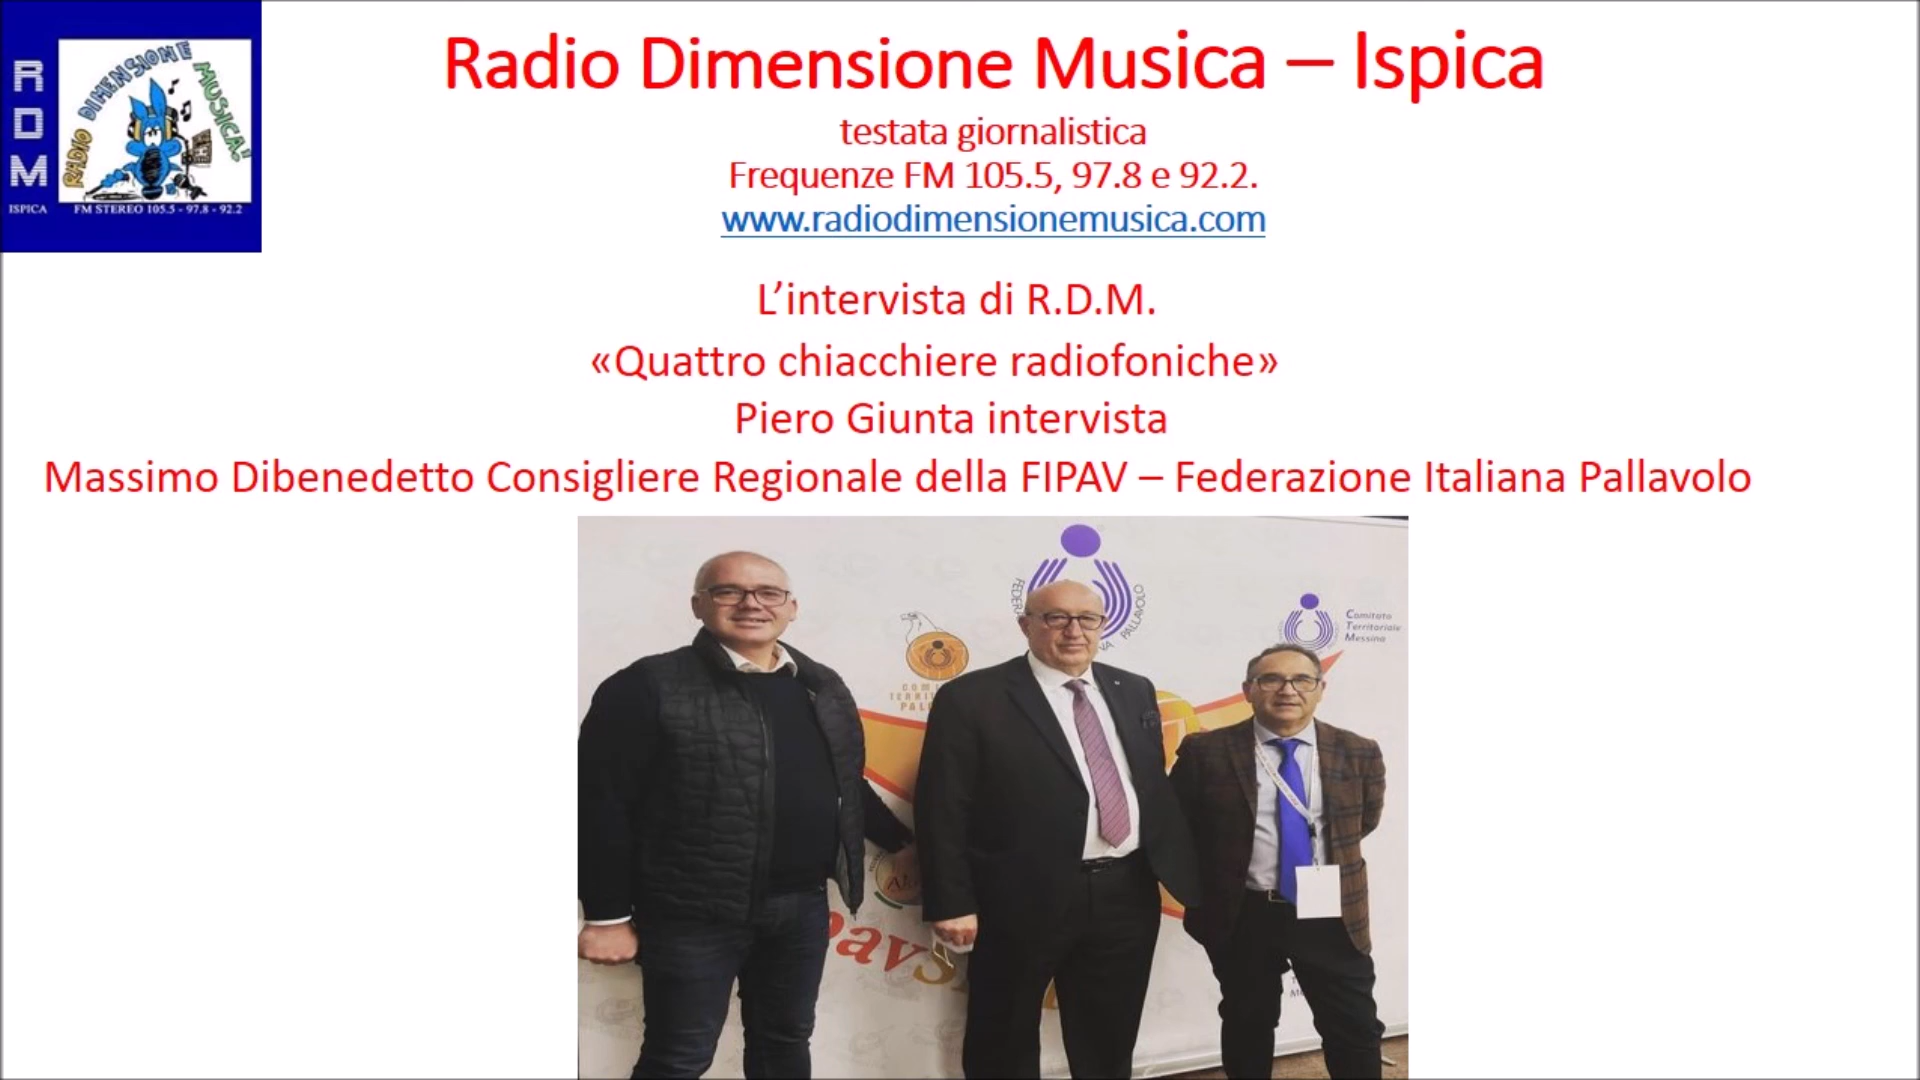 R
D
M
ISPICA
RADIO DIMENSIONE MUSICA!
FM STEREO 105.5 - 97.8 - 92.2
Radio Dimensione Musica – Ispica
testata giornalistica
Frequenze FM 105.5, 97.8 e 92.2.
www.radiodimensionemusica.com
L’intervista di R.D.M.
«Quattro chiacchiere radiofoniche»
Piero Giunta intervista
Massimo Dibenedetto Consigliere Regionale della FIPAV – Federazione Italiana Pallavolo
PALLAVOLO
Comitato
Territoriale
Messina